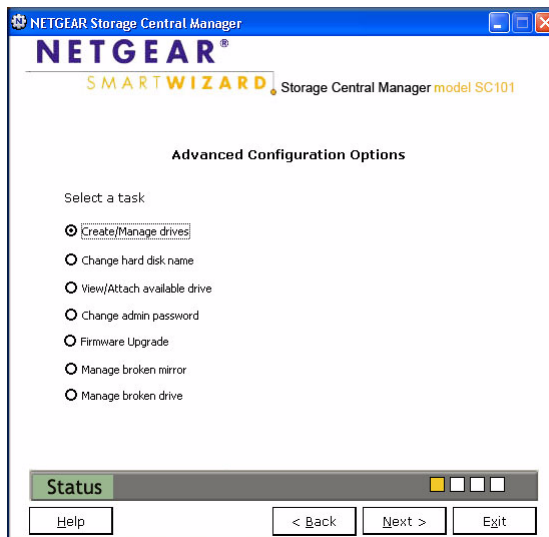 NETGEAR Storage Central Manager
NETGEAR®
SMARTWIZARD
Storage Central Manager model SC101
Advanced Configuration Options
Select a task
Create/Manage drives
Change hard disk name
View/Attach available drive
Change admin password
Firmware Upgrade
Manage broken mirror
Manage broken drive
Status
Help
< Back
Next >
Exit